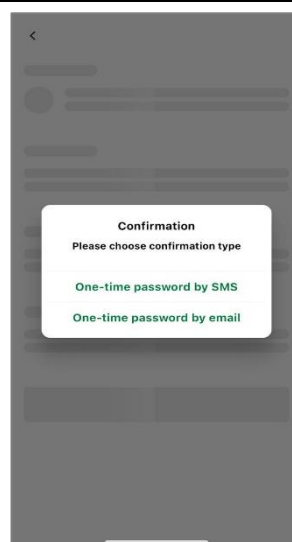 Confirmation
Please choose confirmation type
One-time password by SMS
One-time password by email